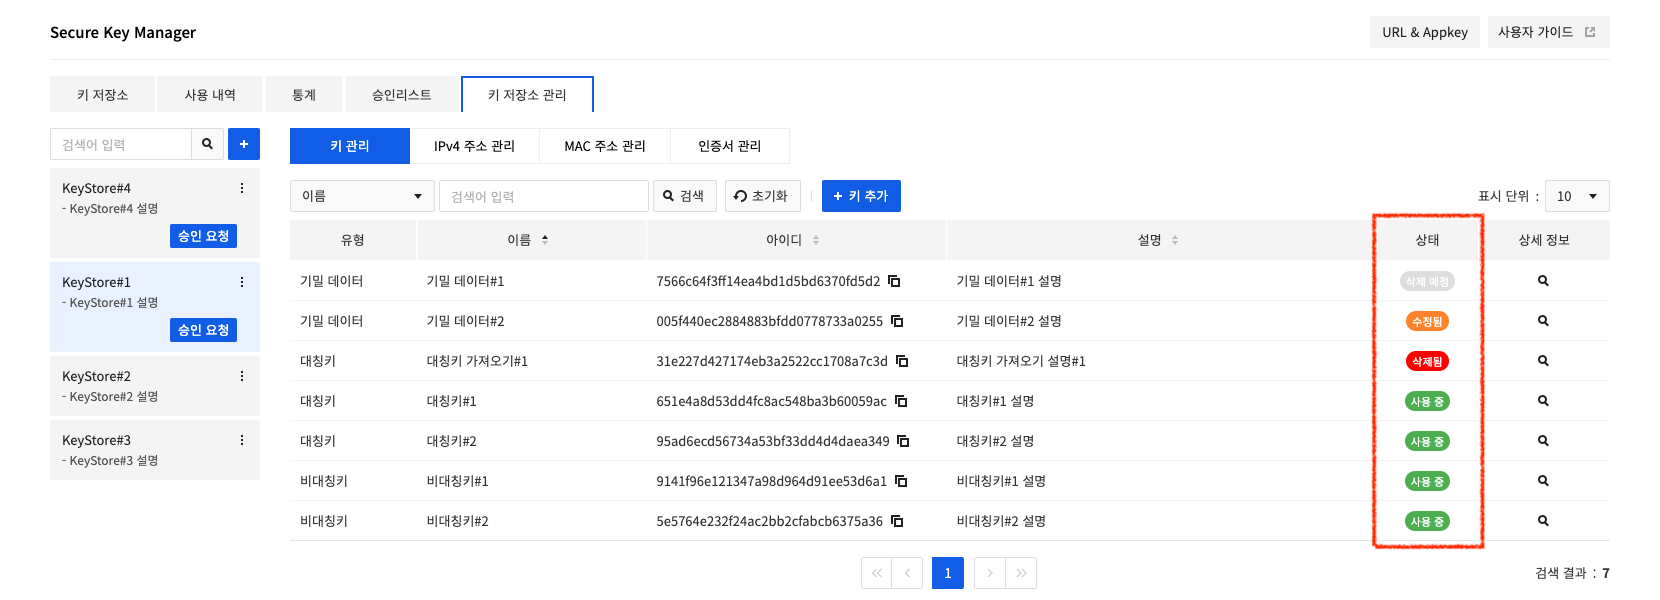 Secure Key Manager
URL & Appkey
사용자 가이드
키 저장소
사용 내역
통계
승인리스트
키 저장소 관리
검색어 입력
+
KeyStore#4
- KeyStore#4 설명
승인 요청
KeyStore#1
- KeyStore#1 설명
승인 요청
KeyStore#2
- KeyStore#2 설명
KeyStore#3
- KeyStore#3 설명
키 관리
IPv4 주소 관리
MAC 주소 관리
인증서 관리
이름
검색어 입력
검색
초기화
+ 키 추가
표시 단위 : 10
유형 이름 아이디 설명 상태 상세 정보
기밀 데이터 기밀 데이터#1 7566c64f3ff14ea4bd1d5bd6370fd5d2 기밀 데이터#1 설명 삭제 예정
기밀 데이터 기밀 데이터#2 005f440ec2884883bfdd0778733a0255 기밀 데이터#2 설명 수정됨
대칭키 대칭키 가져오기#1 31e227d427174eb3a2522cc1708a7c3d 대칭키 가져오기 설명#1 삭제됨
대칭키 대칭키#1 651e4a8d53dd4fc8ac548ba3b60059ac 대칭키#1 설명 사용 중
대칭키 대칭키#2 95ad6ecd56734a53bf33dd4d4daea349 대칭키#2 설명 사용 중
비대칭키 비대칭키#1 9141f96e121347a98d964d91ee53d6a1 비대칭키#1 설명 사용 중
비대칭키 비대칭키#2 5e5764e232f24ac2bb2cfabcb6375a36 비대칭키#2 설명 사용 중
1
검색 결과 : 7